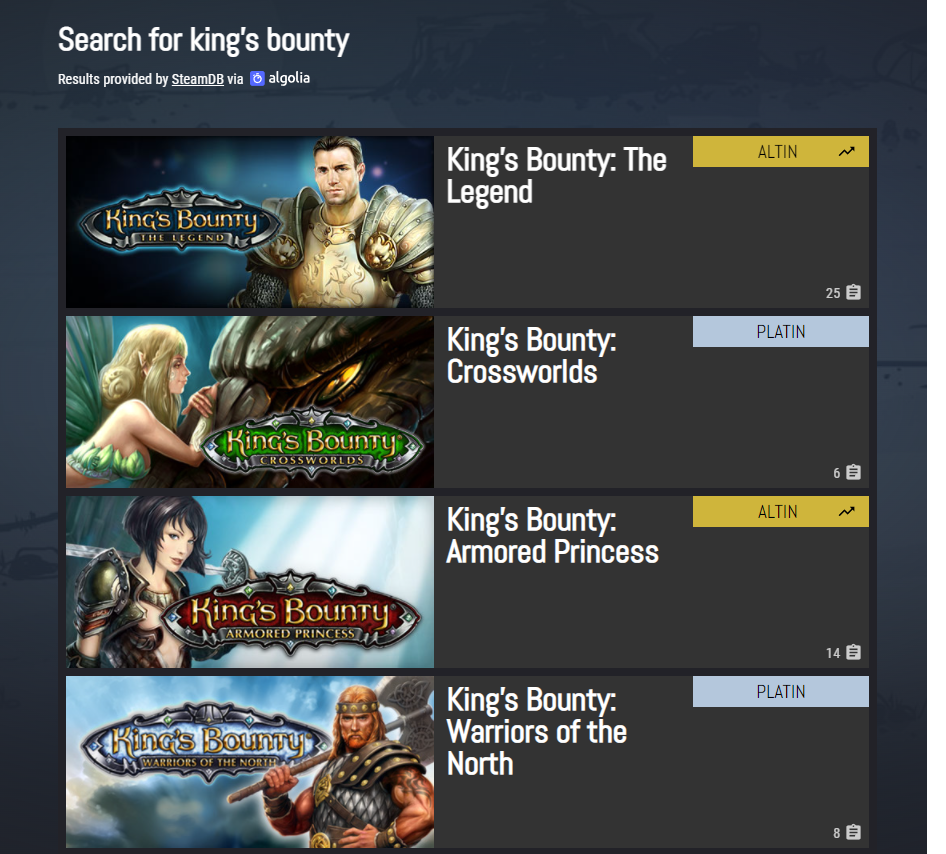 Search for king's bounty
Results provided by SteamDB via algolia
KING'S BOUNTY
THE LEGEND
King's Bounty: The
Legend
ALTIN
25
KING'S BOUNTY
CROSSWORLDS
King's Bounty:
Crossworlds
PLATIN
6
KING'S BOUNTY
ARMORED PRINCESS
King's Bounty:
Armored Princess
ALTIN
14
KING'S BOUNTY
WARRIORS OF THE NORTH
King's Bounty:
Warriors of the
North
PLATIN
8